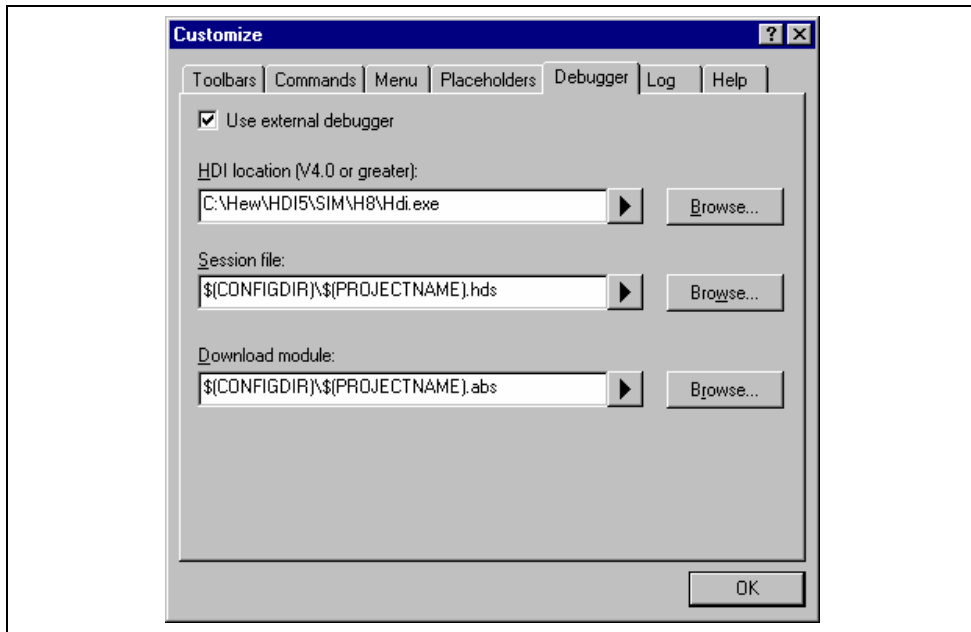 Customize
Toolbars Commands Menu Placeholders Debugger Log Help
Use external debugger
HDI location (V4.0 or greater):
C:\Hew\HDI5\SIM\H8\Hdi.exe
Browse...
Session file:
$(CONFIGDIR)\$(PROJECTNAME).hds
Browse...
Download module:
$(CONFIGDIR)\$(PROJECTNAME).abs
Browse...
OK